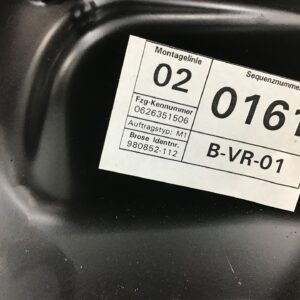 Montagelinie
02
Fzg-Kennummer
0626351506
Auftragstyp: M1
Brose Identnr.
980852-112
Sequenznummer
0161
B-VR-01